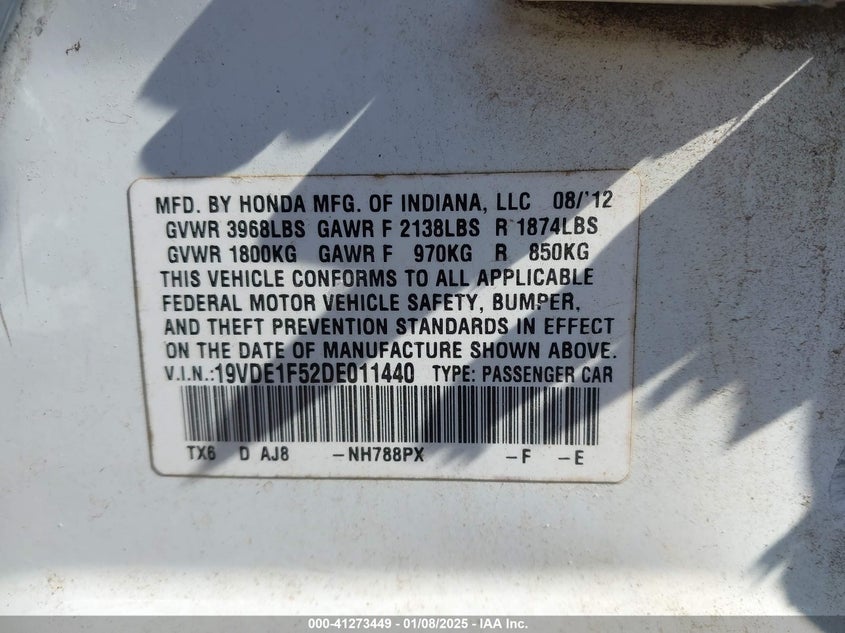 MFD. BY HONDA MFG. OF INDIANA, LLC 08/'12
GVWR 3968LBS GAWR F 2138LBS R 1874LBS
GVWR 1800KG GAWR F 970KG R 850KG
THIS VEHICLE CONFORMS TO ALL APPLICABLE
FEDERAL MOTOR VEHICLE SAFETY, BUMPER,
AND THEFT PREVENTION STANDARDS IN EFFECT
ON THE DATE OF MANUFACTURE SHOWN ABOVE.
V.I.N.:19VDE1F52DE011440 TYPE: PASSENGER CAR
TX6 D AJ8 –NH788PX –F –E
000-41273449 | 01/08/2025 | © IAA Inc.